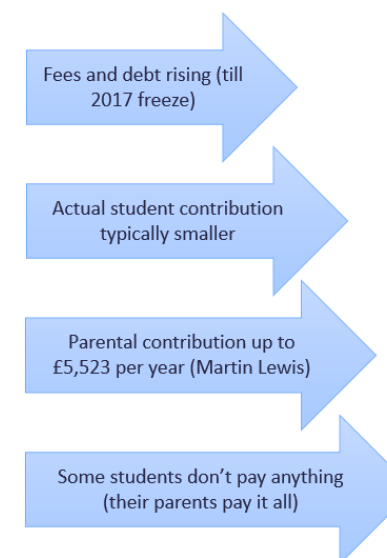 Fees and debt rising (till
2017 freeze)
Actual student contribution
typically smaller
Parental contribution up to
£5,523 per year (Martin Lewis)
Some students don’t pay anything
(their parents pay it all)